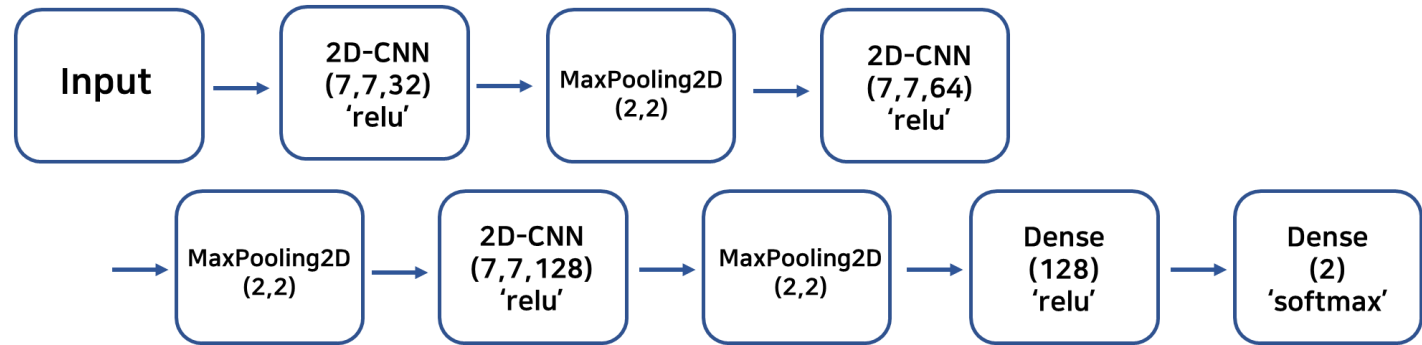 Input
2D-CNN
(7,7,32)
‘relu’
MaxPooling2D
(2,2)
2D-CNN
(7,7,64)
‘relu’
MaxPooling2D
(2,2)
2D-CNN
(7,7,128)
‘relu’
MaxPooling2D
(2,2)
Dense
(128)
‘relu’
Dense
(2)
‘softmax’